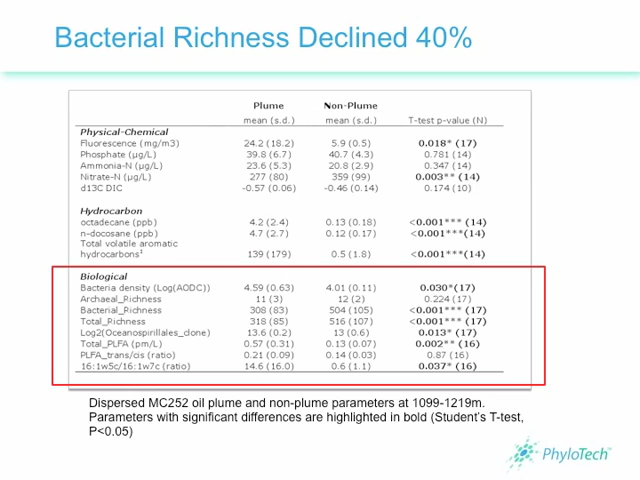 Bacterial Richness Declined 40%
Plume Non-Plume
mean (s.d.) mean (s.d.) T-test p-value (N)
Physical-Chemical
Fluorescence (mg/m3) 24.2 (18.2) 5.9 (0.5) 0.018* (17)
Phosphate (µg/L) 39.8 (6.7) 40.7 (4.3) 0.781 (14)
Ammonia-N (µg/L) 23.6 (5.3) 20.8 (2.9) 0.347 (14)
Nitrate-N (µg/L) 277 (80) 359 (99) 0.003** (14)
d13C DIC -0.57 (0.06) -0.46 (0.14) 0.174 (10)
Hydrocarbon
octadecane (ppb) 4.2 (2.4) 0.13 (0.18) <0.001*** (14)
n-docosane (ppb) 4.7 (2.7) 0.12 (0.17) <0.001***(14)
Total volatile aromatic
hydrocarbons1 139 (179) 0.5 (1.8) <0.001***(14)
Biological
Bacteria density (Log(AODC)) 4.59 (0.63) 4.01 (0.11) 0.030*(17)
Archaeal_Richness 11 (3) 12 (2) 0.224 (17)
Bacterial_Richness 308 (83) 504 (105) <0.001*** (17)
Total_Richness 318 (85) 516 (107) <0.001*** (17)
Log2(Oceanospirillales_clone) 13.6 (0.2) 13 (0.6) 0.013* (17)
Total_PLFA (pm/L) 0.57 (0.31) 0.13 (0.07) 0.002** (16)
PLFA_trans/cis (ratio) 0.21 (0.09) 0.14 (0.03) 0.87 (16)
16:1w5c/16:1w7c (ratio) 14.6 (16.0) 0.6 (1.1) 0.037* (16)
Dispersed MC252 oil plume and non-plume parameters at 1099-1219m.
Parameters with significant differences are highlighted in bold (Student's T-test,
P<0.05)
PhyloTech™